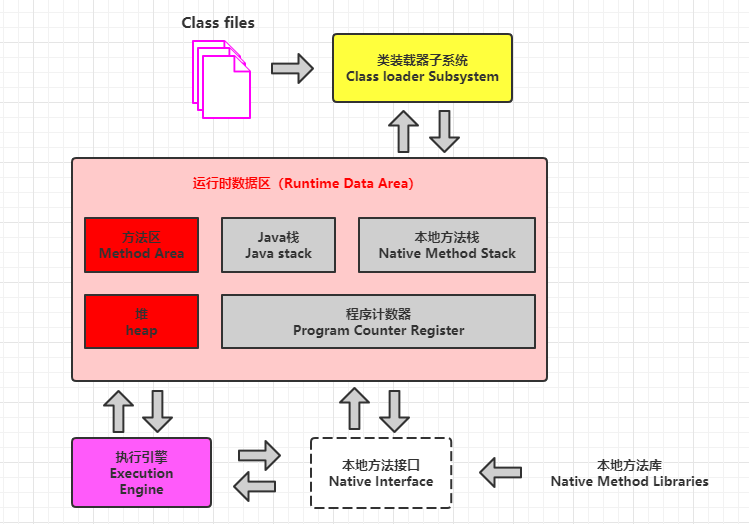 Class files
类装载器子系统
Class loader Subsystem
运行时数据区（Runtime Data Area）
方法区
Method Area
Java栈
Java stack
本地方法栈
Native Method Stack
堆
heap
程序计数器
Program Counter Register
执行引擎
Execution
Engine
本地方法接口
Native Interface
本地方法库
Native Method Libraries